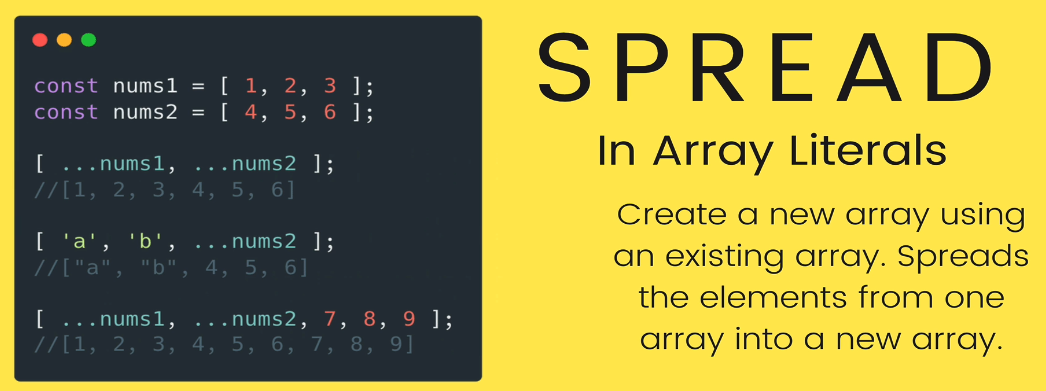 const nums1 = [ 1, 2, 3 ];
const nums2 = [ 4, 5, 6 ];
[ ...nums1, ...nums2 ];
//[1, 2, 3, 4, 5, 6]
[ 'a', 'b', ...nums2 ];
//["a", "b", 4, 5, 6]
[ ...nums1, ...nums2, 7, 8, 9 ];
//[1, 2, 3, 4, 5, 6, 7, 8, 9]
SPREAD
In Array Literals
Create a new array using
an existing array. Spreads
the elements from one
array into a new array.